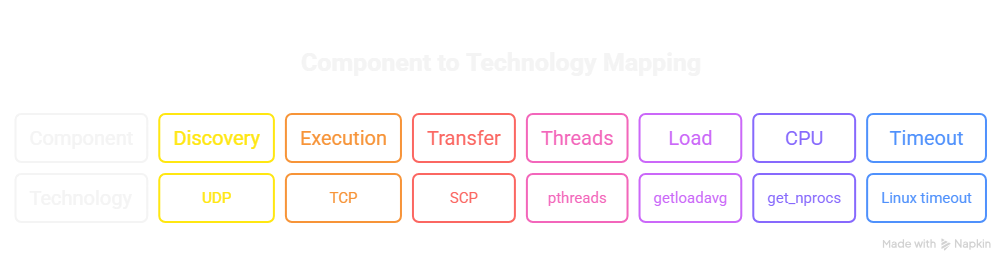 Component to Technology Mapping
Component Discovery Execution Transfer Threads Load CPU Timeout
Technology UDP TCP SCP pthreads getloadavg get_nprocs Linux timeout
Made with Napkin